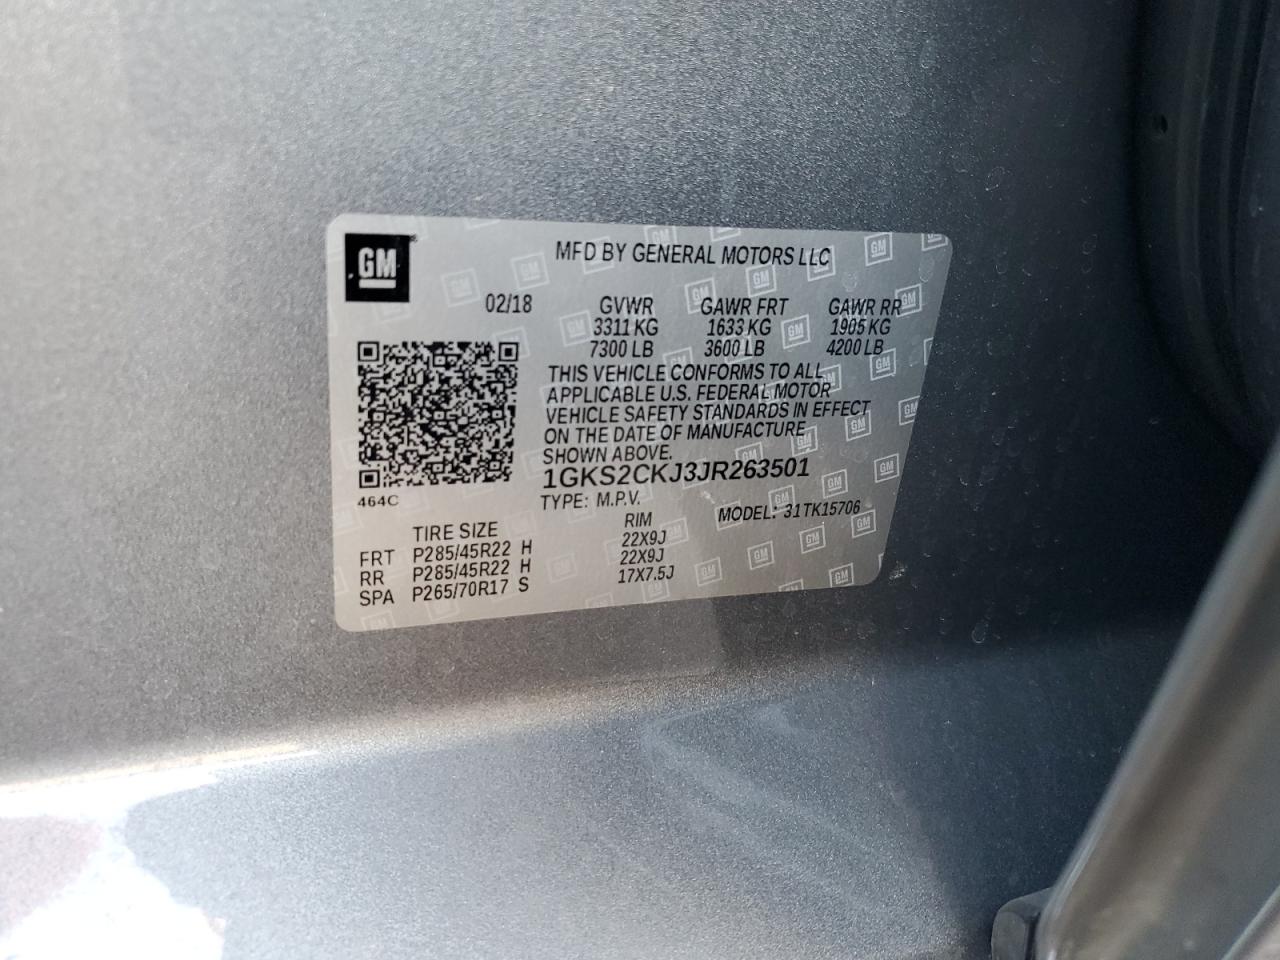 GM
MFD BY GENERAL MOTORS LLC
02/18 GVWR GAWR FRT GAWR RR
3311 KG 1633 KG 1905 KG
7300 LB 3600 LB 4200 LB
THIS VEHICLE CONFORMS TO ALL
APPLICABLE U.S. FEDERAL MOTOR
VEHICLE SAFETY STANDARDS IN EFFECT
ON THE DATE OF MANUFACTURE
SHOWN ABOVE.
1GKS2CKJ3JR263501
464C
TYPE: M.P.V. MODEL: 31TK15706
TIRE SIZE RIM
FRT P285/45R22 H 22X9J
RR P285/45R22 H 22X9J
SPA P265/70R17 S 17X7.5J